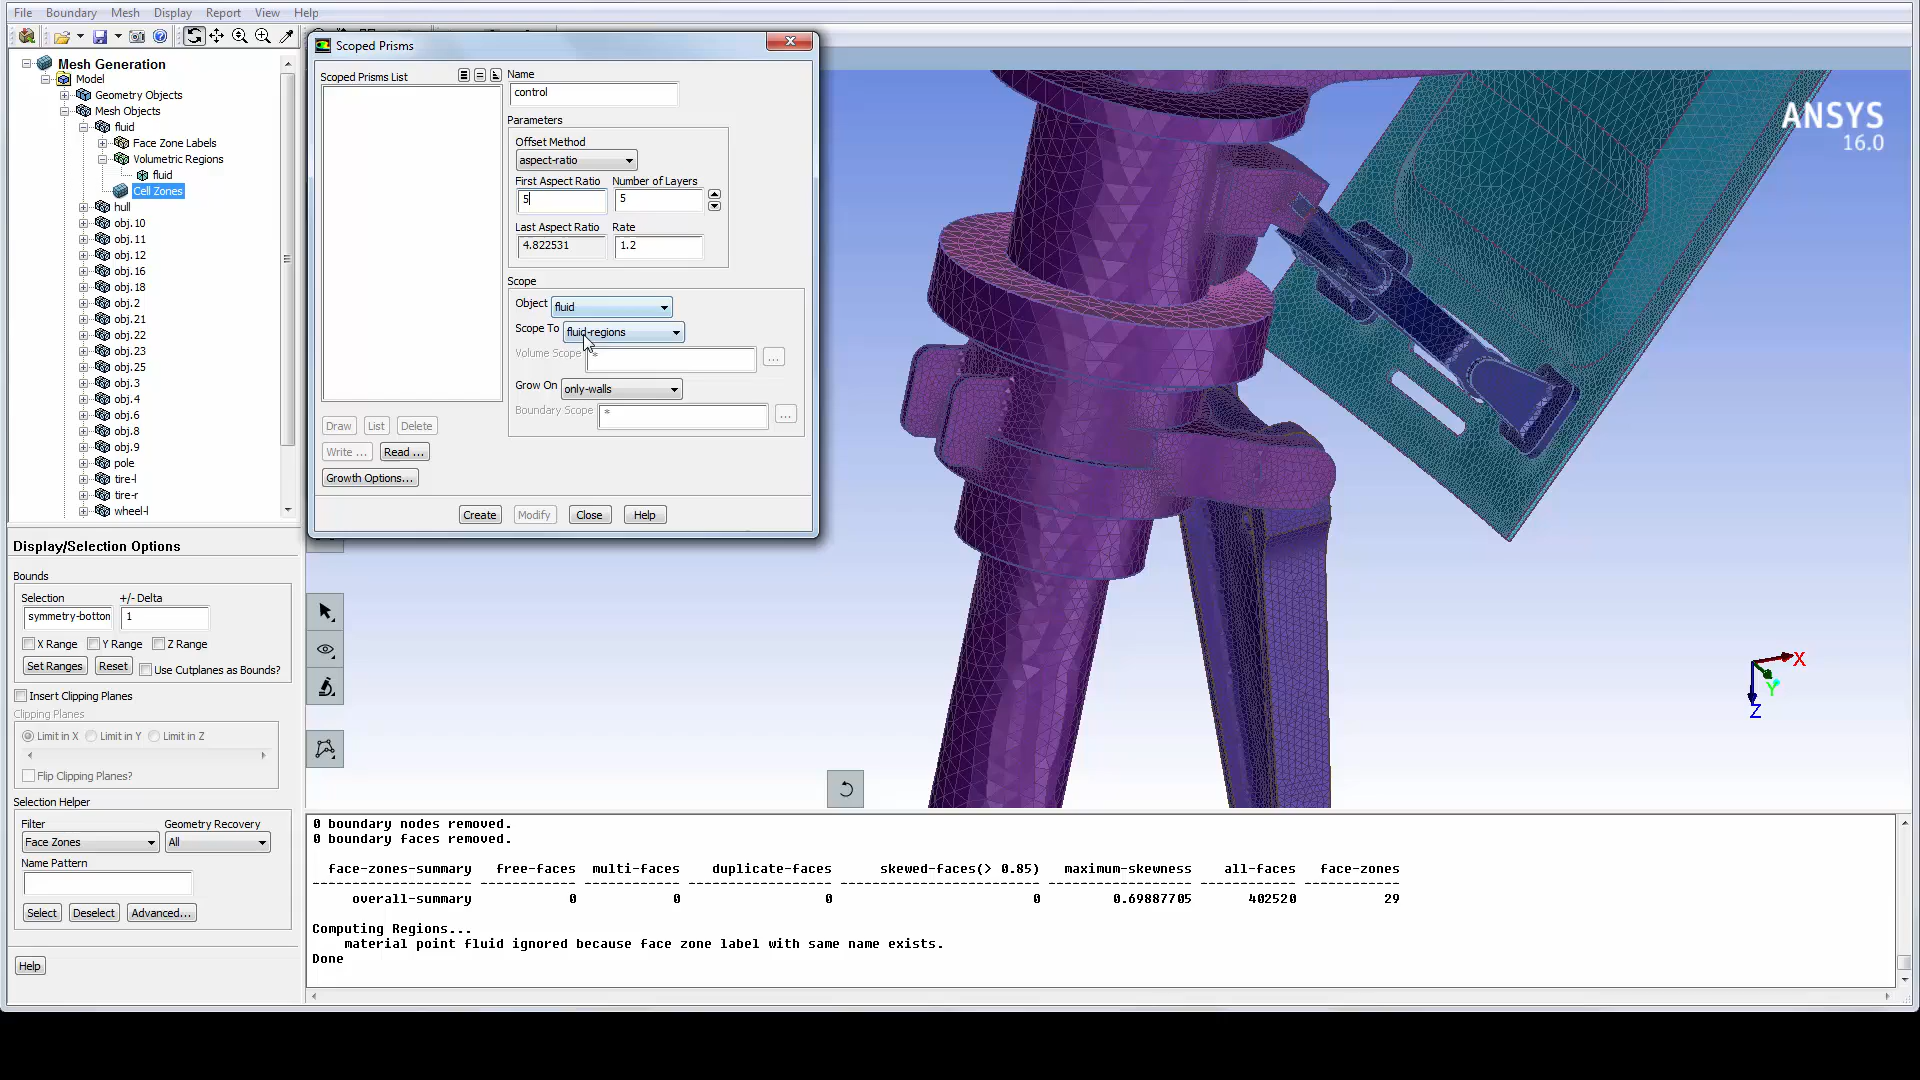 File Boundary Mesh Display Report View Help
Scoped Prisms
Mesh Generation
Model
Geometry Objects
Mesh Objects
fluid
Face Zone Labels
Volumetric Regions
fluid
Cell Zones
hull
obj.10
obj.11
obj.12
obj.16
obj.18
obj.2
obj.21
obj.22
obj.23
obj.25
obj.3
obj.4
obj.6
obj.8
obj.9
pole
tire-l
tire-r
wheel-l
Scoped Prisms List
Name
control
Parameters
Offset Method
aspect-ratio
First Aspect Ratio Number of Layers
5 5
Last Aspect Ratio Rate
4.822531 1.2
Scope
Object fluid
Scope To fluid-regions
Volume Scope * ...
Grow On only-walls
Boundary Scope * ...
Draw List Delete
Write ... Read ...
Growth Options...
Create Modify Close Help
ANSYS
16.0
X
Y
Z
Display/Selection Options
Bounds
Selection +/- Delta
symmetry-bottom 1
X Range Y Range Z Range
Set Ranges Reset Use Cutplanes as Bounds?
Insert Clipping Planes
Clipping Planes
Limit in X Limit in Y Limit in Z
Flip Clipping Planes?
Selection Helper
Filter Geometry Recovery
Face Zones All
Name Pattern
Select Deselect Advanced...
Help
0 boundary nodes removed.
0 boundary faces removed.
face-zones-summary free-faces multi-faces duplicate-faces skewed-faces(> 0.85) maximum-skewness all-faces face-zones
overall-summary 0 0 0 0 0.69887705 402520 29
Computing Regions...
material point fluid ignored because face zone label with same name exists.
Done